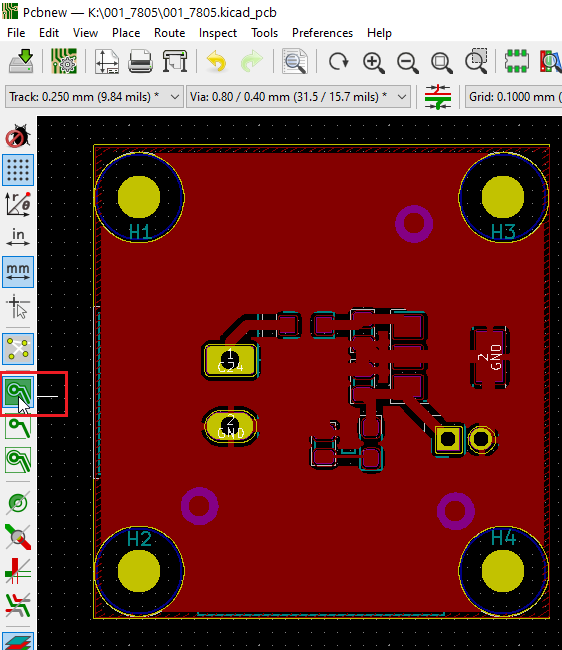 Pcbnew — K:\001_7805\001_7805.kicad_pcb
File Edit View Place Route Inspect Tools Preferences Help
Track: 0.250 mm (9.84 mils) * Via: 0.80 / 0.40 mm (31.5 / 15.7 mils) * Grid: 0.1000 mm (
in
mm
H1
H3
1
C24
2
GND
2
GND
H2
H4